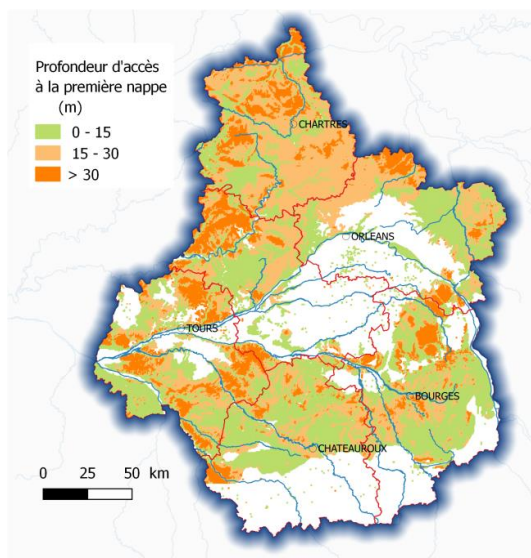 Profondeur d'accès
à la première nappe
(m)
0 - 15
15 - 30
> 30
CHARTRES
ORLEANS
TOURS
BOURGES
CHATEAUROUX
0 25 50 km